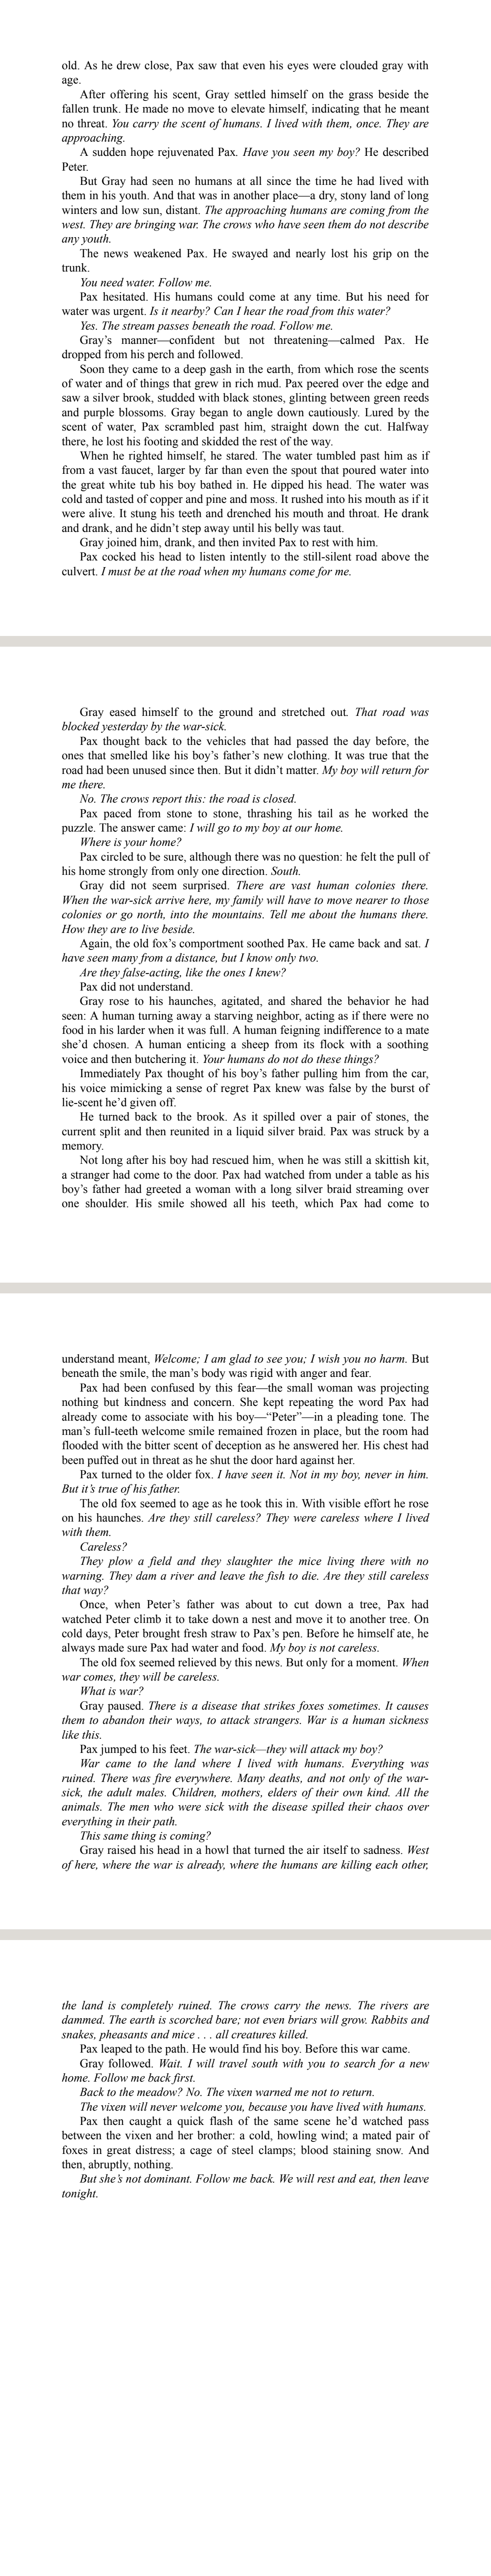 old. As he drew close, Pax saw that even his eyes were clouded gray with
age.
After offering his scent, Gray settled himself on the grass beside the
fallen trunk. He made no move to elevate himself, indicating that he meant
no threat. You carry the scent of humans. I lived with them, once. They are
approaching.
A sudden hope rejuvenated Pax. Have you seen my boy? He described
Peter.
But Gray had seen no humans at all since the time he had lived with
them in his youth. And that was in another place—a dry, stony land of long
winters and low sun, distant. The approaching humans are coming from the
west. They are bringing war. The crows who have seen them do not describe
any youth.
The news weakened Pax. He swayed and nearly lost his grip on the
trunk.
You need water. Follow me.
Pax hesitated. His humans could come at any time. But his need for
water was urgent. Is it nearby? Can I hear the road from this water?
Yes. The stream passes beneath the road. Follow me.
Gray’s manner—confident but not threatening—calmed Pax. He
dropped from his perch and followed.
Soon they came to a deep gash in the earth, from which rose the scents
of water and of things that grew in rich mud. Pax peered over the edge and
saw a silver brook, studded with black stones, glinting between green reeds
and purple blossoms. Gray began to angle down cautiously. Lured by the
scent of water, Pax scrambled past him, straight down the cut. Halfway
there, he lost his footing and skidded the rest of the way.
When he righted himself, he stared. The water tumbled past him as if
from a vast faucet, larger by far than even the spout that poured water into
the great white tub his boy bathed in. He dipped his head. The water was
cold and tasted of copper and pine and moss. It rushed into his mouth as if it
were alive. It stung his teeth and drenched his mouth and throat. He drank
and drank, and he didn’t step away until his belly was taut.
Gray joined him, drank, and then invited Pax to rest with him.
Pax cocked his head to listen intently to the still-silent road above the
culvert. I must be at the road when my humans come for me.
Gray eased himself to the ground and stretched out. That road was
blocked yesterday by the war-sick.
Pax thought back to the vehicles that had passed the day before, the
ones that smelled like his boy’s father’s new clothing. It was true that the
road had been unused since then. But it didn’t matter. My boy will return for
me there.
No. The crows report this: the road is closed.
Pax paced from stone to stone, thrashing his tail as he worked the
puzzle. The answer came: I will go to my boy at our home.
Where is your home?
Pax circled to be sure, although there was no question: he felt the pull of
his home strongly from only one direction. South.
Gray did not seem surprised. There are vast human colonies there.
When the war-sick arrive here, my family will have to move nearer to those
colonies or go north, into the mountains. Tell me about the humans there.
How they are to live beside.
Again, the old fox’s comportment soothed Pax. He came back and sat. I
have seen many from a distance, but I know only two.
Are they false-acting, like the ones I knew?
Pax did not understand.
Gray rose to his haunches, agitated, and shared the behavior he had
seen: A human turning away a starving neighbor, acting as if there were no
food in his larder when it was full. A human feigning indifference to a mate
she’d chosen. A human enticing a sheep from its flock with a soothing
voice and then butchering it. Your humans do not do these things?
Immediately Pax thought of his boy’s father pulling him from the car,
his voice mimicking a sense of regret Pax knew was false by the burst of
lie-scent he’d given off.
He turned back to the brook. As it spilled over a pair of stones, the
current split and then reunited in a liquid silver braid. Pax was struck by a
memory.
Not long after his boy had rescued him, when he was still a skittish kit,
a stranger had come to the door. Pax had watched from under a table as his
boy’s father had greeted a woman with a long silver braid streaming over
one shoulder. His smile showed all his teeth, which Pax had come to
understand meant, Welcome; I am glad to see you; I wish you no harm. But
beneath the smile, the man’s body was rigid with anger and fear.
Pax had been confused by this fear—the small woman was projecting
nothing but kindness and concern. She kept repeating the word Pax had
already come to associate with his boy—“Peter”—in a pleading tone. The
man’s full-teeth welcome smile remained frozen in place, but the room had
flooded with the bitter scent of deception as he answered her. His chest had
been puffed out in threat as he shut the door hard against her.
Pax turned to the older fox. I have seen it. Not in my boy, never in him.
But it’s true of his father.
The old fox seemed to age as he took this in. With visible effort he rose
on his haunches. Are they still careless? They were careless where I lived
with them.
Careless?
They plow a field and they slaughter the mice living there with no
warning. They dam a river and leave the fish to die. Are they still careless
that way?
Once, when Peter’s father was about to cut down a tree, Pax had
watched Peter climb it to take down a nest and move it to another tree. On
cold days, Peter brought fresh straw to Pax’s pen. Before he himself ate, he
always made sure Pax had water and food. My boy is not careless.
The old fox seemed relieved by this news. But only for a moment. When
war comes, they will be careless.
What is war?
Gray paused. There is a disease that strikes foxes sometimes. It causes
them to abandon their ways, to attack strangers. War is a human sickness
like this.
Pax jumped to his feet. The war-sick—they will attack my boy?
War came to the land where I lived with humans. Everything was
ruined. There was fire everywhere. Many deaths, and not only of the war-
sick, the adult males. Children, mothers, elders of their own kind. All the
animals. The men who were sick with the disease spilled their chaos over
everything in their path.
This same thing is coming?
Gray raised his head in a howl that turned the air itself to sadness. West
of here, where the war is already, where the humans are killing each other,
the land is completely ruined. The crows carry the news. The rivers are
dammed. The earth is scorched bare; not even briars will grow. Rabbits and
snakes, pheasants and mice . . . all creatures killed.
Pax leaped to the path. He would find his boy. Before this war came.
Gray followed. Wait. I will travel south with you to search for a new
home. Follow me back first.
Back to the meadow? No. The vixen warned me not to return.
The vixen will never welcome you, because you have lived with humans.
Pax then caught a quick flash of the same scene he’d watched pass
between the vixen and her brother: a cold, howling wind; a mated pair of
foxes in great distress; a cage of steel clamps; blood staining snow. And
then, abruptly, nothing.
But she’s not dominant. Follow me back. We will rest and eat, then leave
tonight.